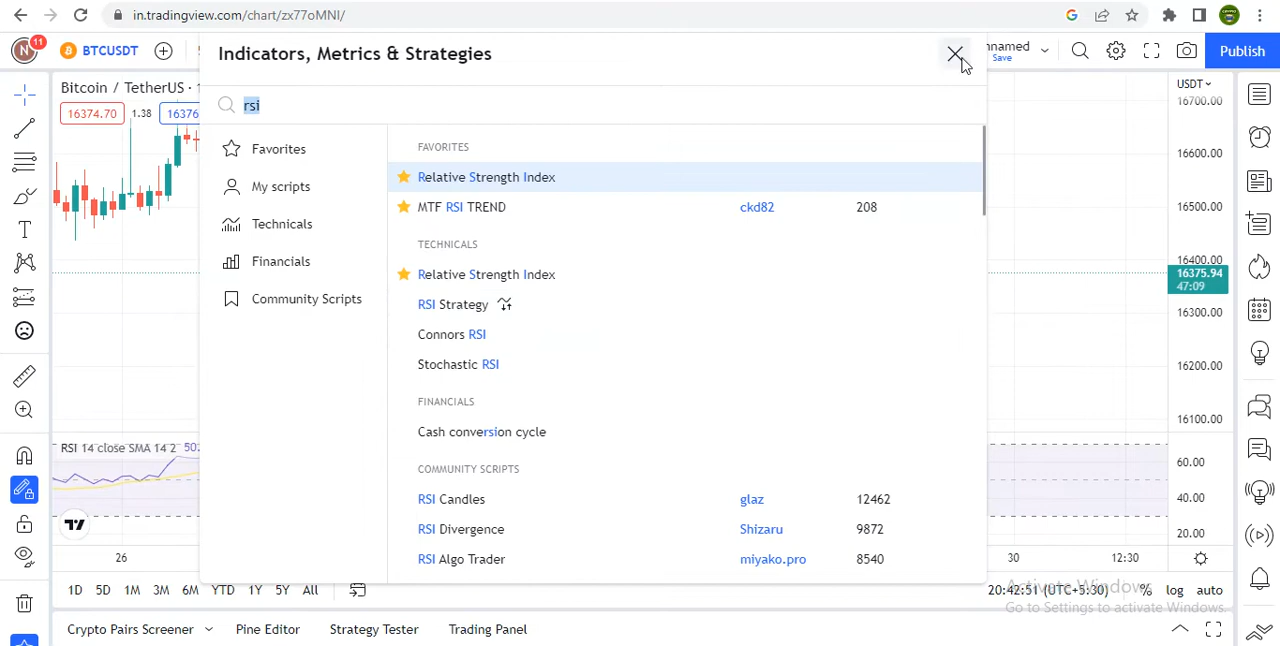 in.tradingview.com/chart/zx77oMNI/
N 11 BTCUSDT Indicators, Metrics & Strategies nnamed Save Publish
Bitcoin / TetherUS · 1
16374.70 1.38 16376
rsi
USDT
16700.00
16600.00
16500.00
16400.00
16375.94
47:09
16300.00
16200.00
16100.00
Favorites
My scripts
Technicals
Financials
Community Scripts
FAVORITES
Relative Strength Index
MTF RSI TREND ckd82 208
TECHNICALS
Relative Strength Index
RSI Strategy
Connors RSI
Stochastic RSI
FINANCIALS
Cash conversion cycle
COMMUNITY SCRIPTS
RSI Candles glaz 12462
RSI Divergence Shizaru 9872
RSI Algo Trader miyako.pro 8540
RSI 14 close SMA 14 2 50
60.00
40.00
20.00
26 30 12:30
1D 5D 1M 3M 6M YTD 1Y 5Y All 20:42:51 (UTC+5:30) % log auto
Activate Windows
Go to Settings to activate Windows.
Crypto Pairs Screener Pine Editor Strategy Tester Trading Panel